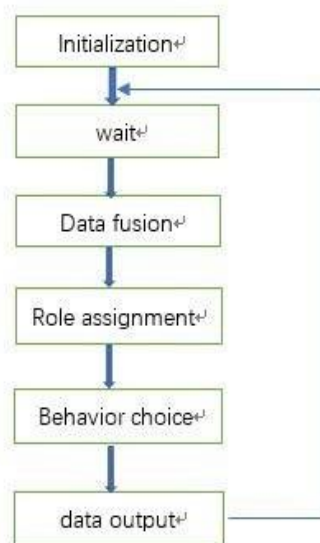 Initialization↵
wait↵
Data fusion↵
Role assignment↵
Behavior choice↵
data output↵